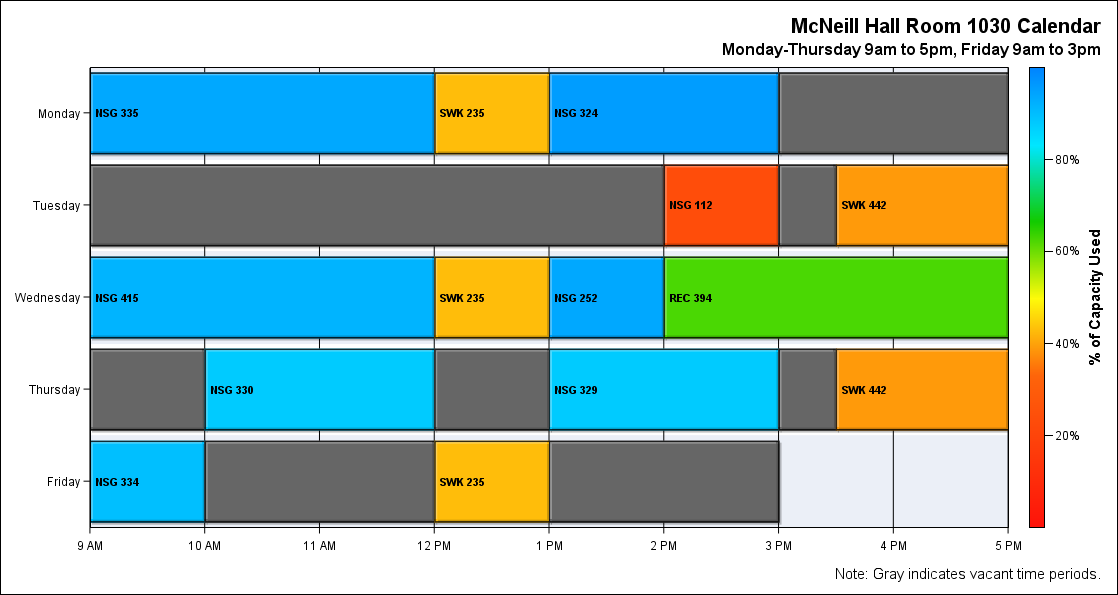 McNeill Hall Room 1030 Calendar
Monday-Thursday 9am to 5pm, Friday 9am to 3pm
Monday
NSG 335
SWK 235
NSG 324
Tuesday
NSG 112
SWK 442
Wednesday
NSG 415
SWK 235
NSG 252
REC 394
Thursday
NSG 330
NSG 329
SWK 442
Friday
NSG 334
SWK 235
9 AM
10 AM
11 AM
12 PM
1 PM
2 PM
3 PM
4 PM
5 PM
80%
60%
40%
20%
% of Capacity Used
Note: Gray indicates vacant time periods.